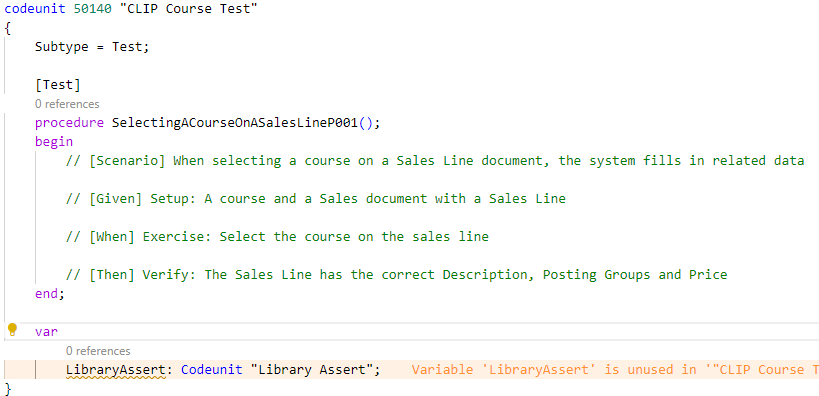 codeunit 50140 "CLIP Course Test"
{
Subtype = Test;
[Test]
0 references
procedure SelectingACourseOnASalesLineP001();
begin
// [Scenario] When selecting a course on a Sales Line document, the system fills in related data
// [Given] Setup: A course and a Sales document with a Sales Line
// [When] Exercise: Select the course on the sales line
// [Then] Verify: The Sales Line has the correct Description, Posting Groups and Price
end;
var
0 references
LibraryAssert: Codeunit "Library Assert"; Variable 'LibraryAssert' is unused in '"CLIP Course T
}